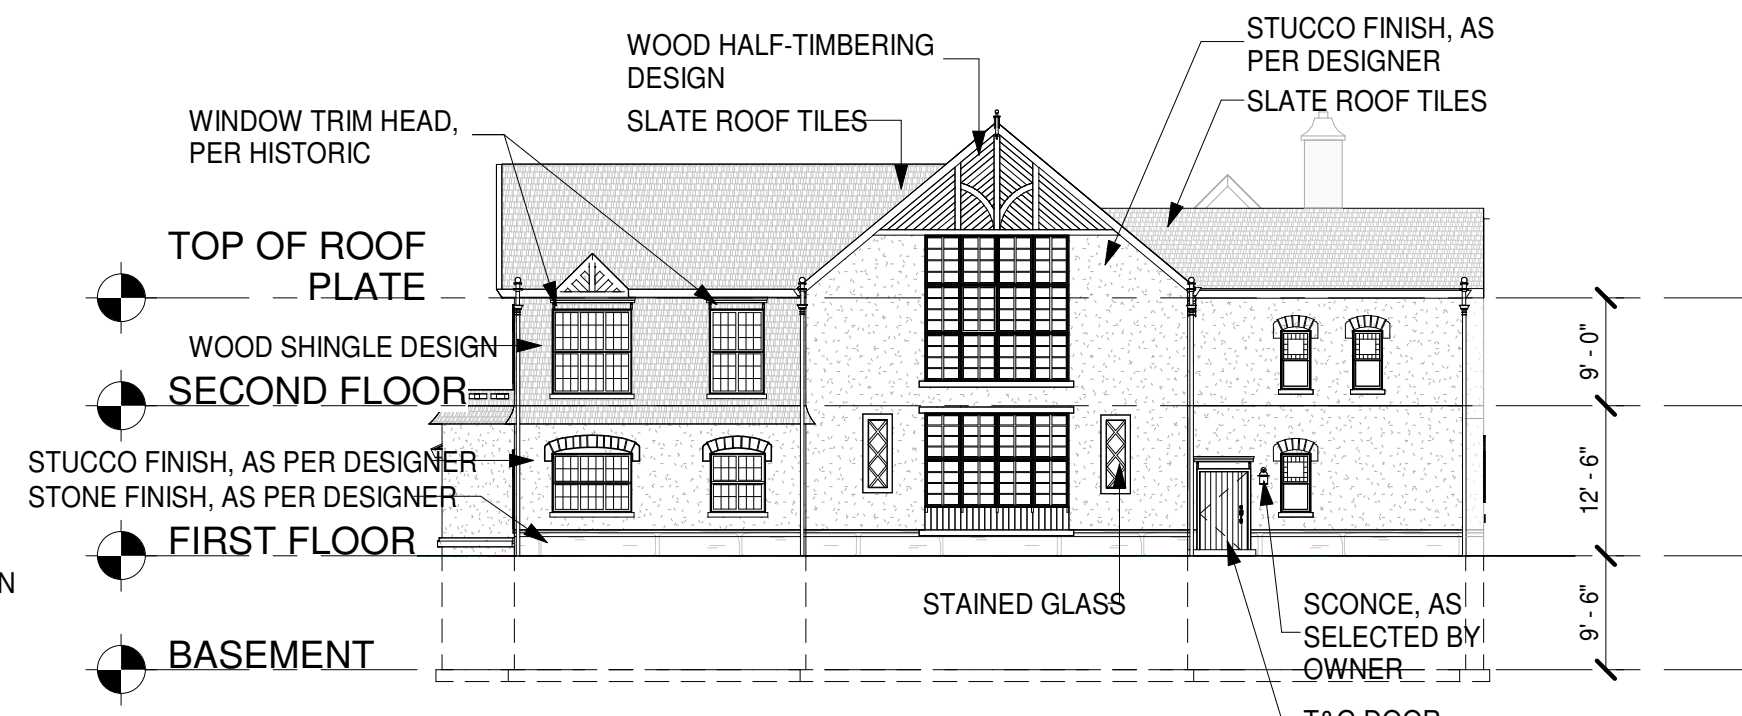 STUCCO FINISH, AS
PER DESIGNER
WOOD HALF-TIMBERING
DESIGN
SLATE ROOF TILES
SLATE ROOF TILES
WINDOW TRIM HEAD,
PER HISTORIC
TOP OF ROOF
PLATE
WOOD SHINGLE DESIGN
9' - 0"
SECOND FLOOR
STUCCO FINISH, AS PER DESIGNER
STONE FINISH, AS PER DESIGNER
12' - 6"
FIRST FLOOR
N
STAINED GLASS
SCONCE, AS
SELECTED BY
OWNER
9' - 6"
BASEMENT
T&G DOOR